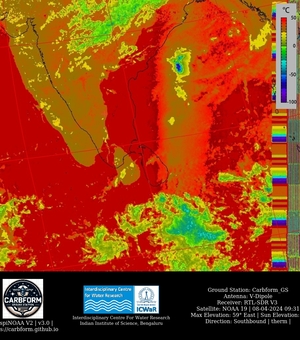 °C
50
0
-50
-100
CARBFORM
Interdisciplinary Centre
for Water Research
ICWaR
Interdisciplinary Centre For Water Research
Indian Institute of Science, Bengalore
spiNOAA V2 | v3.0 |
s://carbform.github.io
Ground Station: Carbform_GS
Antenna: V-Dipole
Receiver: RTL-SDR V3
Satellite: NOAA 19 | 08-04-2024 09:31
Max Elevation: 59° East | Sun Elevation:
Direction: Southbound | therm |